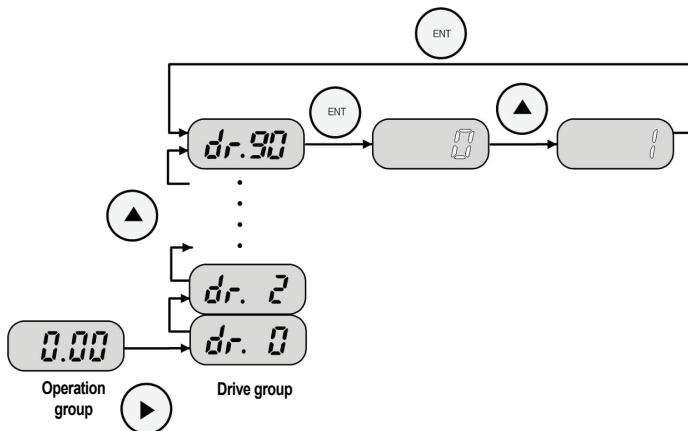 ENT
dr.90
ENT
0
1
dr. 2
0.00
dr. 0
Operation
group
Drive group